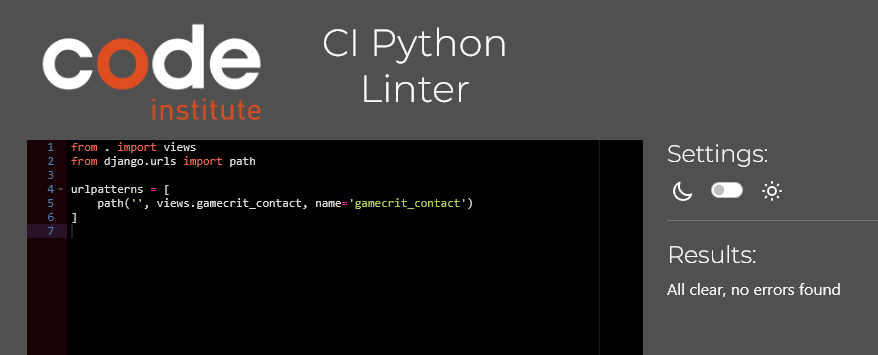 code
institute
CI Python
Linter
1 from . import views
2 from django.urls import path
3
4 urlpatterns = [
5     path('', views.gamecrit_contact, name='gamecrit_contact')
6 ]
7
Settings:
Results:
All clear, no errors found